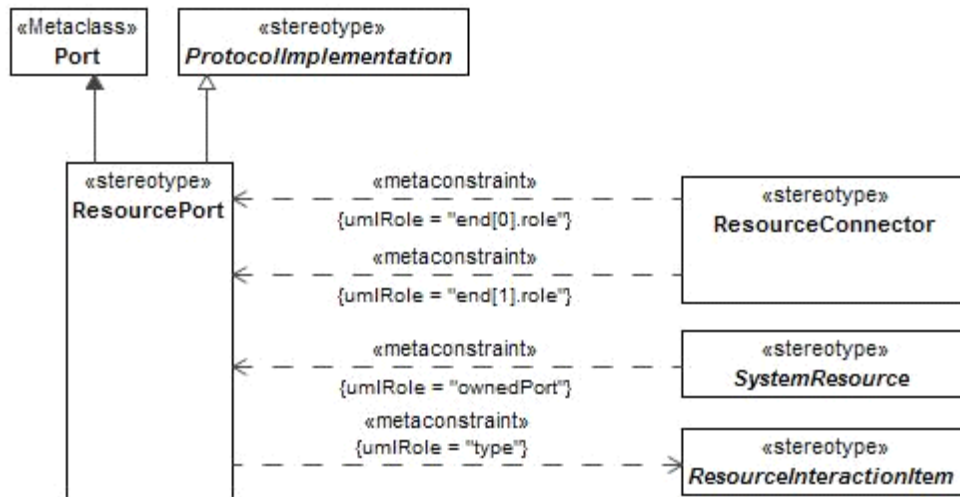 «Metaclass»
Port
«stereotype»
ProtocolImplementation
«stereotype»
ResourcePort
«metaconstraint»
{umlRole = "end[0].role"}
«metaconstraint»
{umlRole = "end[1].role"}
«stereotype»
ResourceConnector
«metaconstraint»
{umlRole = "ownedPort"}
«stereotype»
SystemResource
«metaconstraint»
{umlRole = "type"}
«stereotype»
ResourceInteractionItem